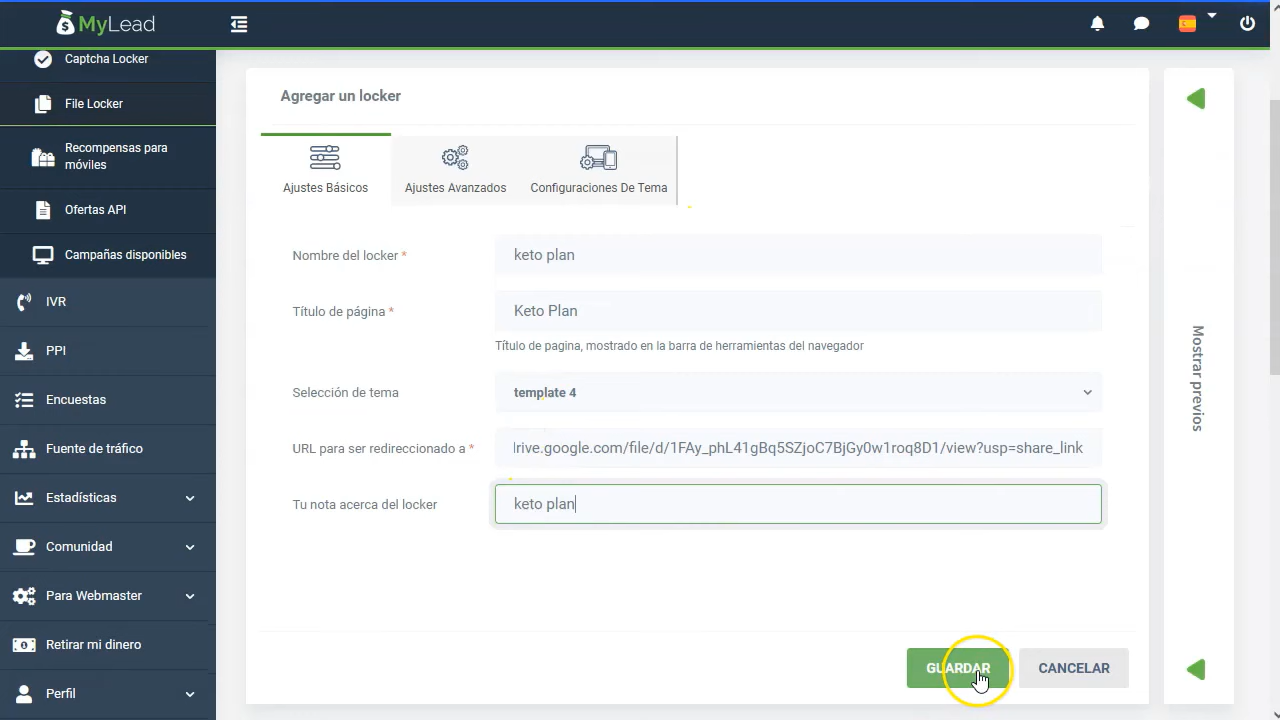 MyLead
Captcha Locker
File Locker
Recompensas para
móviles
Ofertas API
Campañas disponibles
IVR
PPI
Encuestas
Fuente de tráfico
Estadísticas
Comunidad
Para Webmaster
Retirar mi dinero
Perfil
Agregar un locker
Ajustes Básicos
Ajustes Avanzados
Configuraciones De Tema
Nombre del locker *
keto plan
Título de página *
Keto Plan
Título de pagina, mostrado en la barra de herramientas del navegador
Selección de tema
template 4
URL para ser redireccionado a *
lrive.google.com/file/d/1FAy_phL41gBq5SZjoC7BjGy0w1roq8D1/view?usp=share_link
Tu nota acerca del locker
keto plan
GUARDAR
CANCELAR
Mostrar previos